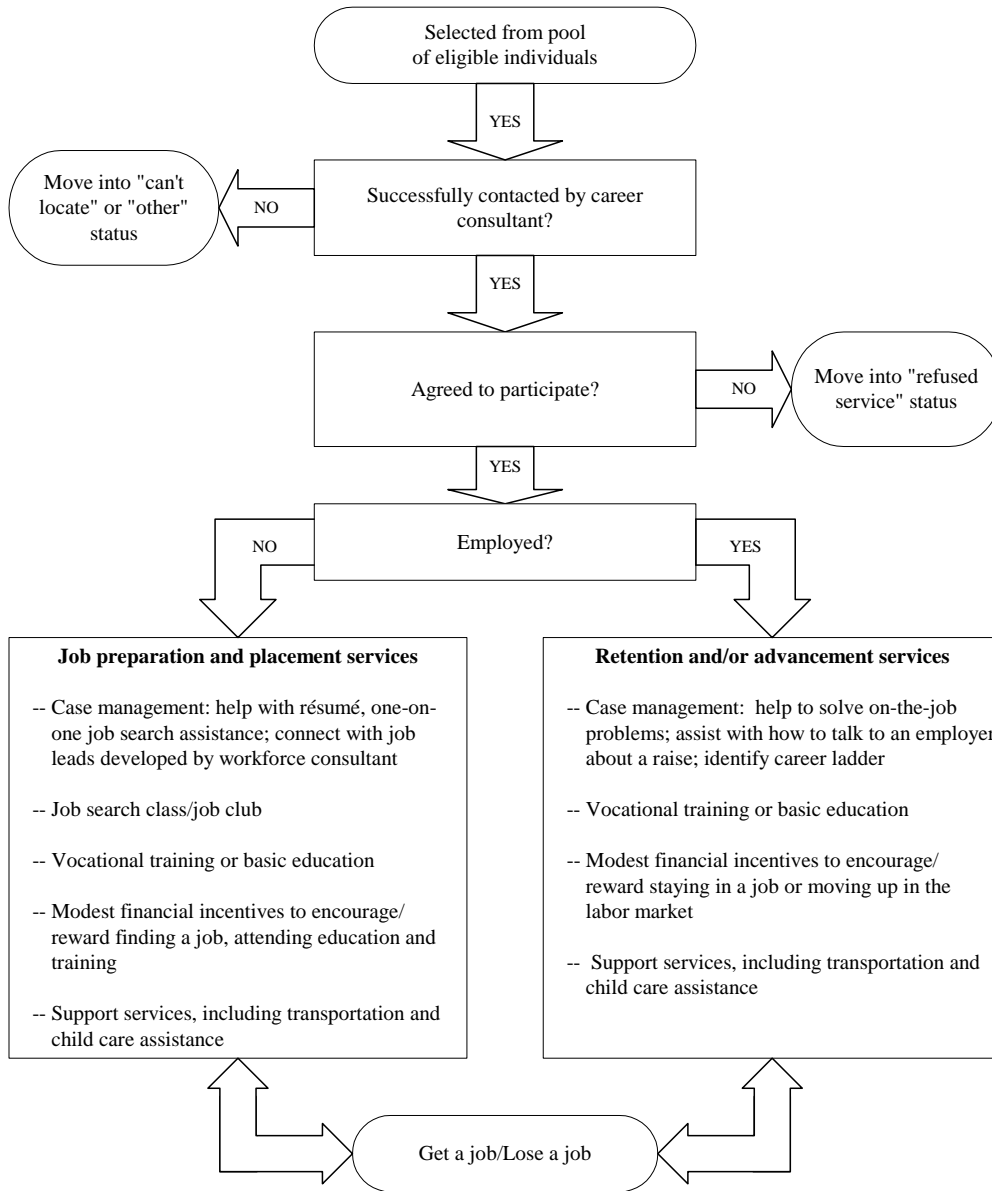 Selected from pool
of eligible individuals
YES
Successfully contacted by career
consultant?
NO
Move into "can't
locate" or "other"
status
YES
Agreed to participate?
NO
Move into "refused
service" status
YES
Employed?
NO
YES
Job preparation and placement services
-- Case management: help with résumé, one-on-
one job search assistance; connect with job
leads developed by workforce consultant
-- Job search class/job club
-- Vocational training or basic education
-- Modest financial incentives to encourage/
reward finding a job, attending education and
training
-- Support services, including transportation and
child care assistance
Retention and/or advancement services
-- Case management:  help to solve on-the-job
problems; assist with how to talk to an employer
about a raise; identify career ladder
-- Vocational training or basic education
-- Modest financial incentives to encourage/
reward staying in a job or moving up in the
labor market
--  Support services, including transportation and
child care assistance
Get a job/Lose a job